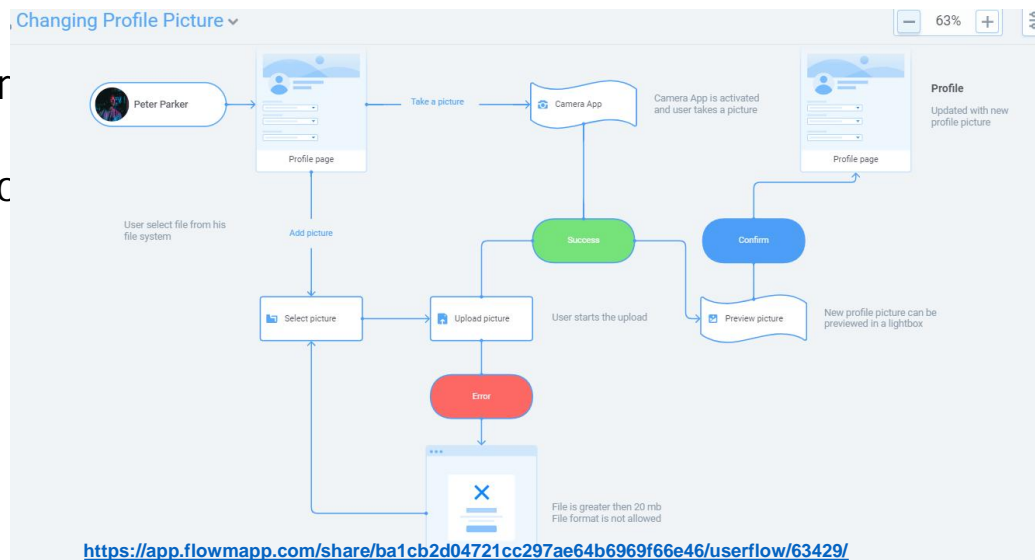 Changing Profile Picture
63%
Peter Parker
Take a picture
Camera App
Camera App is activated
and user takes a picture
Profile
Updated with new
profile picture
Profile page
Profile page
User select file from his
file system
Add picture
Success
Confirm
Select picture
Upload picture
User starts the upload
Preview picture
New profile picture can be
previewed in a lightbox
Error
File is greater then 20 mb
File format is not allowed
https://app.flowmapp.com/share/ba1cb2d04721cc297ae64b6969f66e46/userflow/63429/